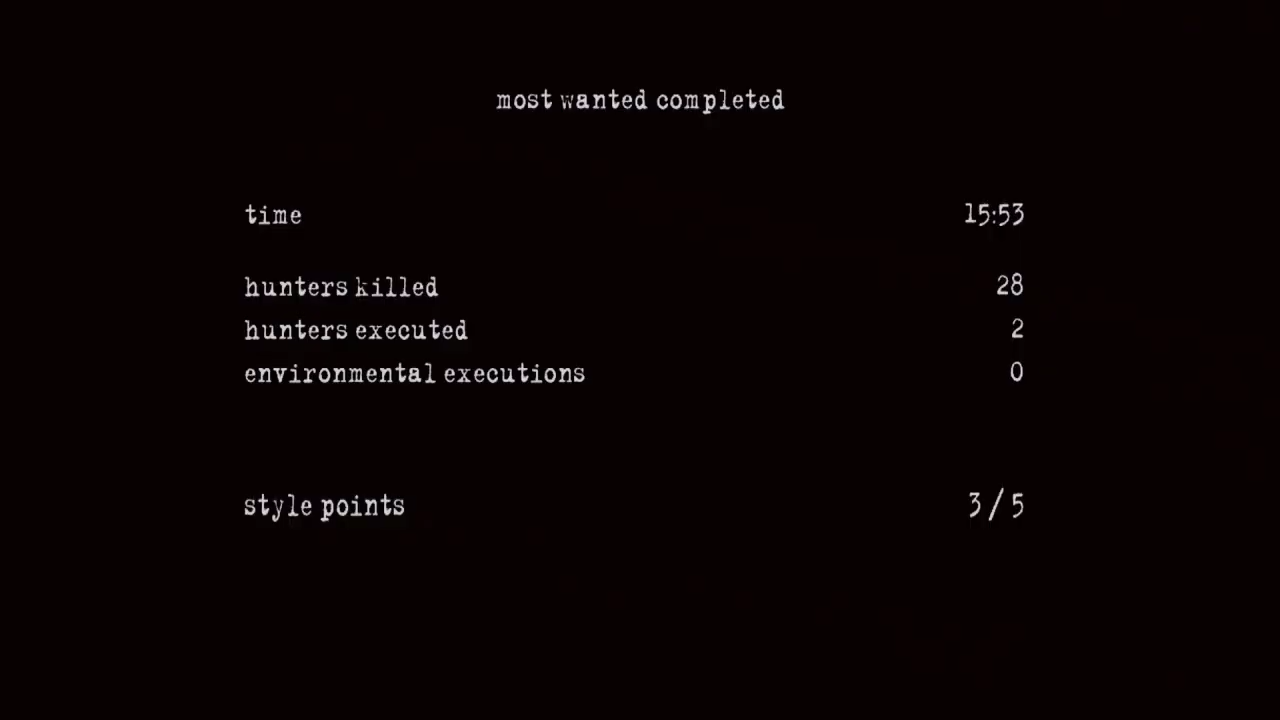 most wanted completed
time 15:53
hunters killed 28
hunters executed 2
environmental executions 0
style points 3 / 5